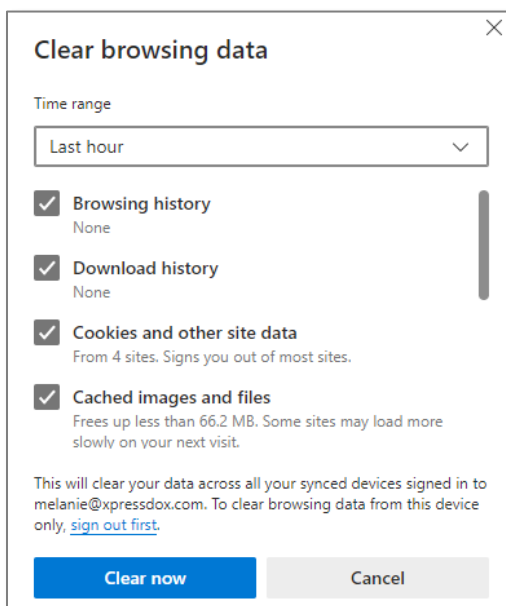 Clear browsing data
Time range
Last hour
Browsing history
None
Download history
None
Cookies and other site data
From 4 sites. Signs you out of most sites.
Cached images and files
Frees up less than 66.2 MB. Some sites may load more
slowly on your next visit.
This will clear your data across all your synced devices signed in to
melanie@xpressdox.com. To clear browsing data from this device
only, sign out first.
Clear now
Cancel